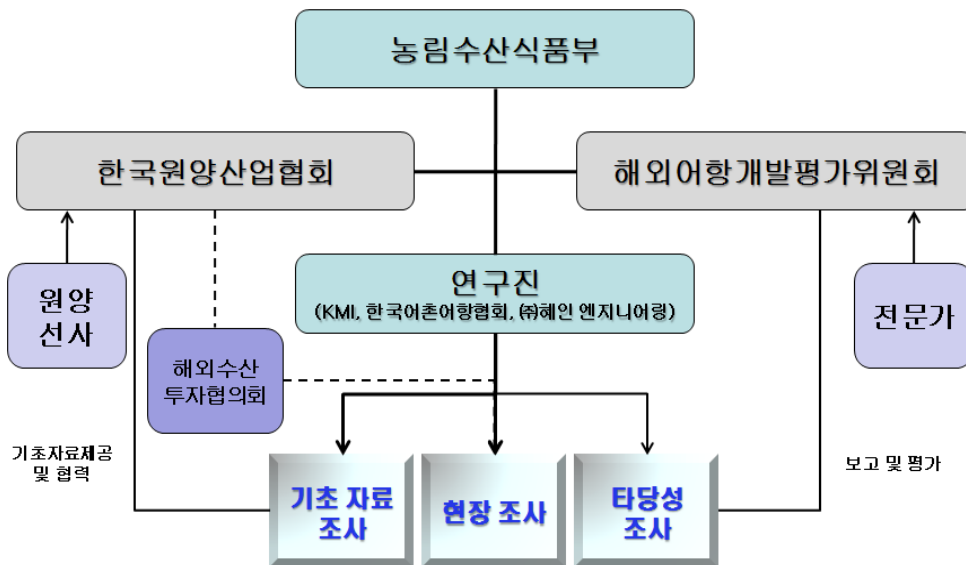 농림수산식품부
한국원양산업협회
해외어항개발평가위원회
연구진
(KMI, 한국어촌어항협회, ㈜혜인 엔지니어링)
원양
선사
전문가
해외수산
투자협의회
기초자료제공
및 협력
보고 및 평가
기초 자료
조사
현장 조사
타당성
조사